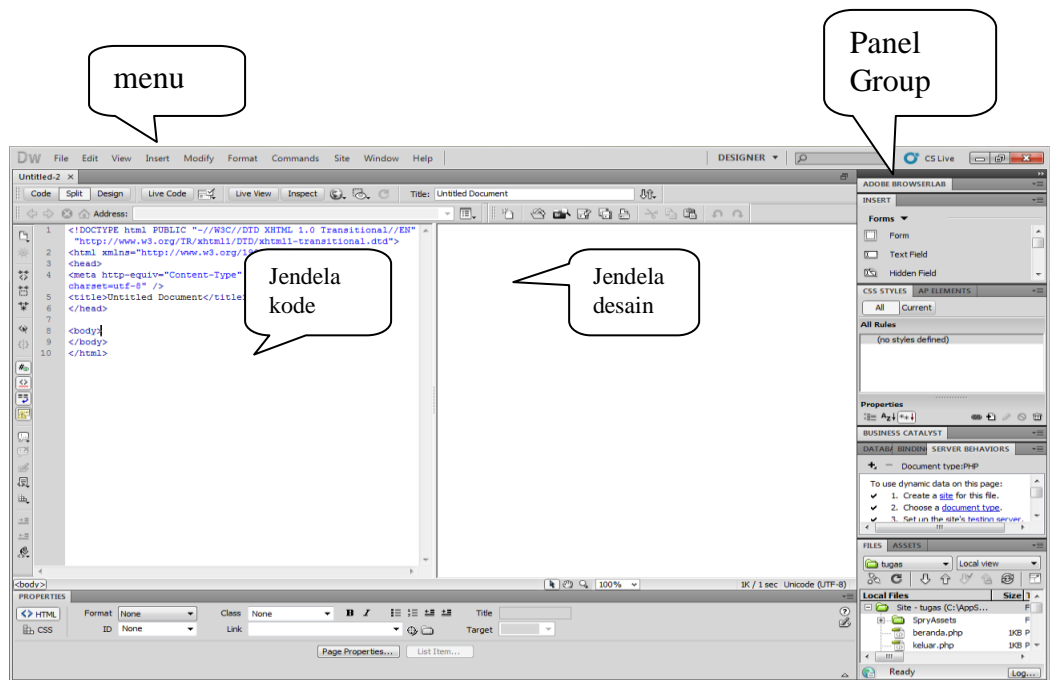 menu
Panel
Group
DW File Edit View Insert Modify Format Commands Site Window Help
DESIGNER
CS Live
Untitled-2 ×
Code Split Design Live Code Live View Inspect Title: Untitled Document
Address:
1 <!DOCTYPE html PUBLIC "-//W3C//DTD XHTML 1.0 Transitional//EN"
"http://www.w3.org/TR/xhtml1/DTD/xhtml1-transitional.dtd">
2 <html xmlns="http://www.w3.org/
3 <head>
4 <meta http-equiv="Content-Type"
charset=utf-8" />
5 <title>Untitled Document</title>
6 </head>
7
8 <body>
9 </body>
10 </html>
Jendela
kode
Jendela
desain
<body>
100%
1K / 1 sec Unicode (UTF-8)
PROPERTIES
<> HTML Format None Class None B I Title
CSS ID None Link Target
Page Properties... List Item...
ADOBE BROWSERLAB
INSERT
Forms
Form
Text Field
Hidden Field
CSS STYLES AP ELEMENTS
All Current
All Rules
(no styles defined)
Properties
BUSINESS CATALYST
DATABA BINDIN SERVER BEHAVIORS
Document type:PHP
To use dynamic data on this page:
1. Create a site for this file.
2. Choose a document type.
3. Set up the site's testing server.
FILES ASSETS
tugas Local view
Local Files Size
Site - tugas (C:\AppS... F
SpryAssets F
beranda.php 1KB P
keluar.php 1KB P
Ready Log...